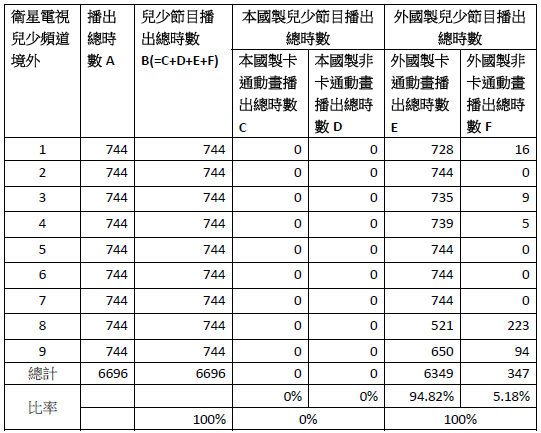 衛星電視兒少頻道境外 播出總時數 A 兒少節目播出總時數 B(=C+D+E+F) 本國製兒少節目播出總時數 外國製兒少節目播出總時數
本國製卡通動畫播出總時數 C 本國製非卡通動畫播出總時數 D 外國製卡通動畫播出總時數 E 外國製非卡通動畫播出總時數 F
1 744 744 0 0 728 16
2 744 744 0 0 744 0
3 744 744 0 0 735 9
4 744 744 0 0 739 5
5 744 744 0 0 744 0
6 744 744 0 0 744 0
7 744 744 0 0 744 0
8 744 744 0 0 521 223
9 744 744 0 0 650 94
總計 6696 6696 0 0 6349 347
比率 0% 0% 94.82% 5.18%
100% 0% 100%